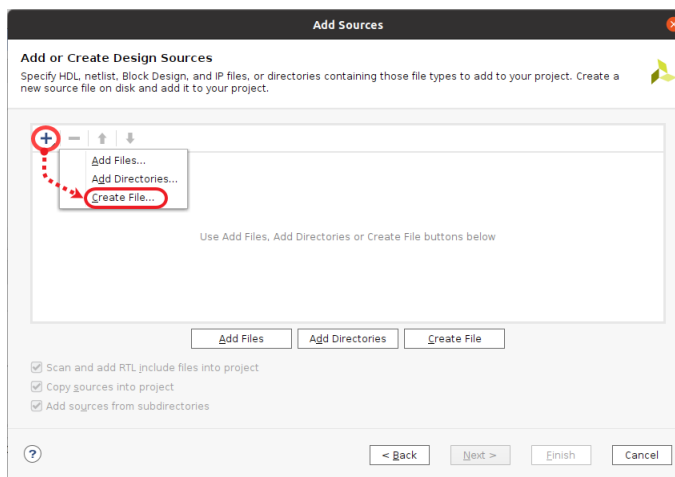 Add Sources
Add or Create Design Sources
Specify HDL, netlist, Block Design, and IP files, or directories containing those file types to add to your project. Create a
new source file on disk and add it to your project.
Add Files...
Add Directories...
Create File...
Use Add Files, Add Directories or Create File buttons below
Add Files Add Directories Create File
Scan and add RTL include files into project
Copy sources into project
Add sources from subdirectories
? < Back Next > Finish Cancel